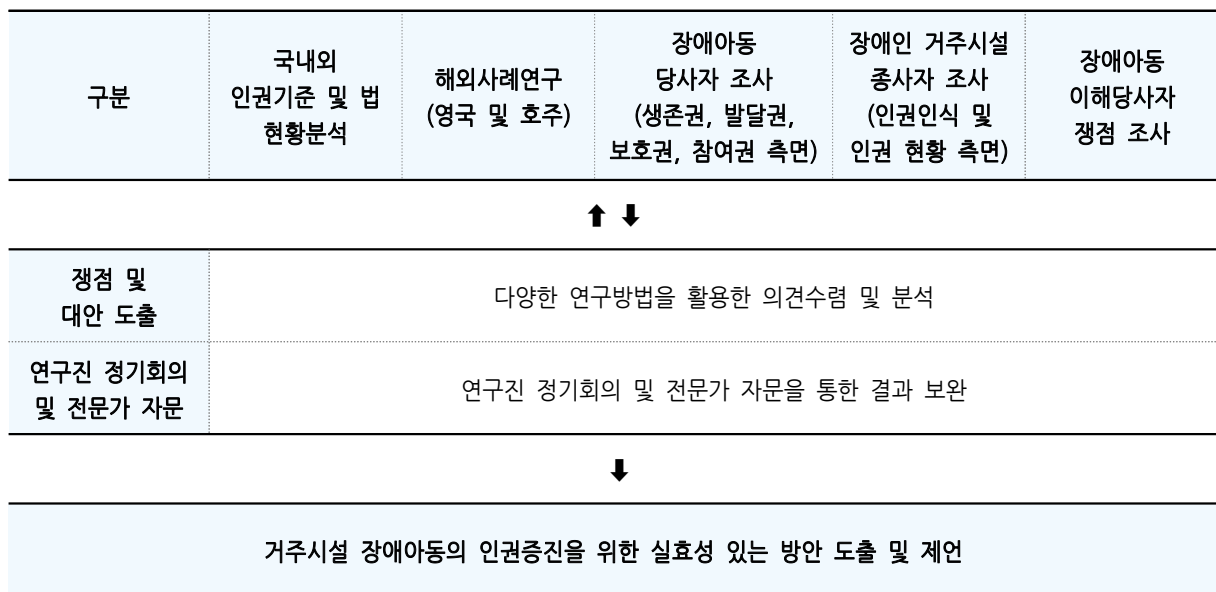 구분
국내외
인권기준 및 법
현황분석
해외사례연구
(영국 및 호주)
장애아동
당사자 조사
(생존권, 발달권,
보호권, 참여권 측면)
장애인 거주시설
종사자 조사
(인권인식 및
인권 현황 측면)
장애아동
이해당사자
쟁점 조사
쟁점 및
대안 도출
다양한 연구방법을 활용한 의견수렴 및 분석
연구진 정기회의
및 전문가 자문
연구진 정기회의 및 전문가 자문을 통한 결과 보완
거주시설 장애아동의 인권증진을 위한 실효성 있는 방안 도출 및 제언